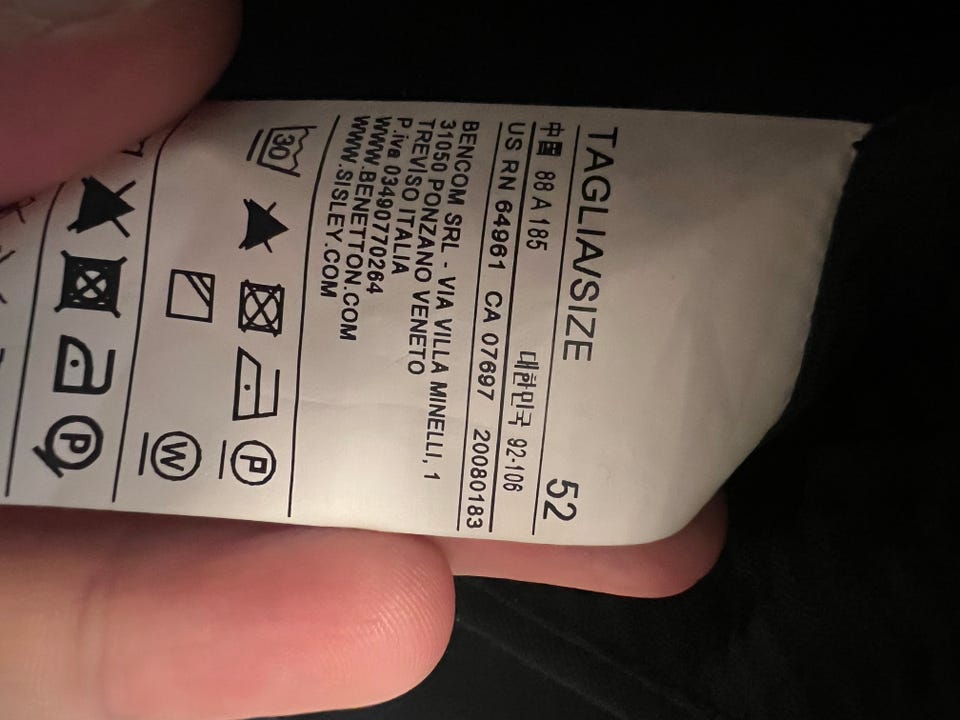 TAGLIA/SIZE 52
中国 88 A 185 대한민국 92-106
US RN 64961 CA 07697 20080183
BENCOM SRL - VIA VILLA MINELLI, 1
31050 PONZANO VENETO
TREVISO ITALIA
P.iva 03490770264
WWW.BENETTON.COM
WWW.SISLEY.COM
30
P
W
P